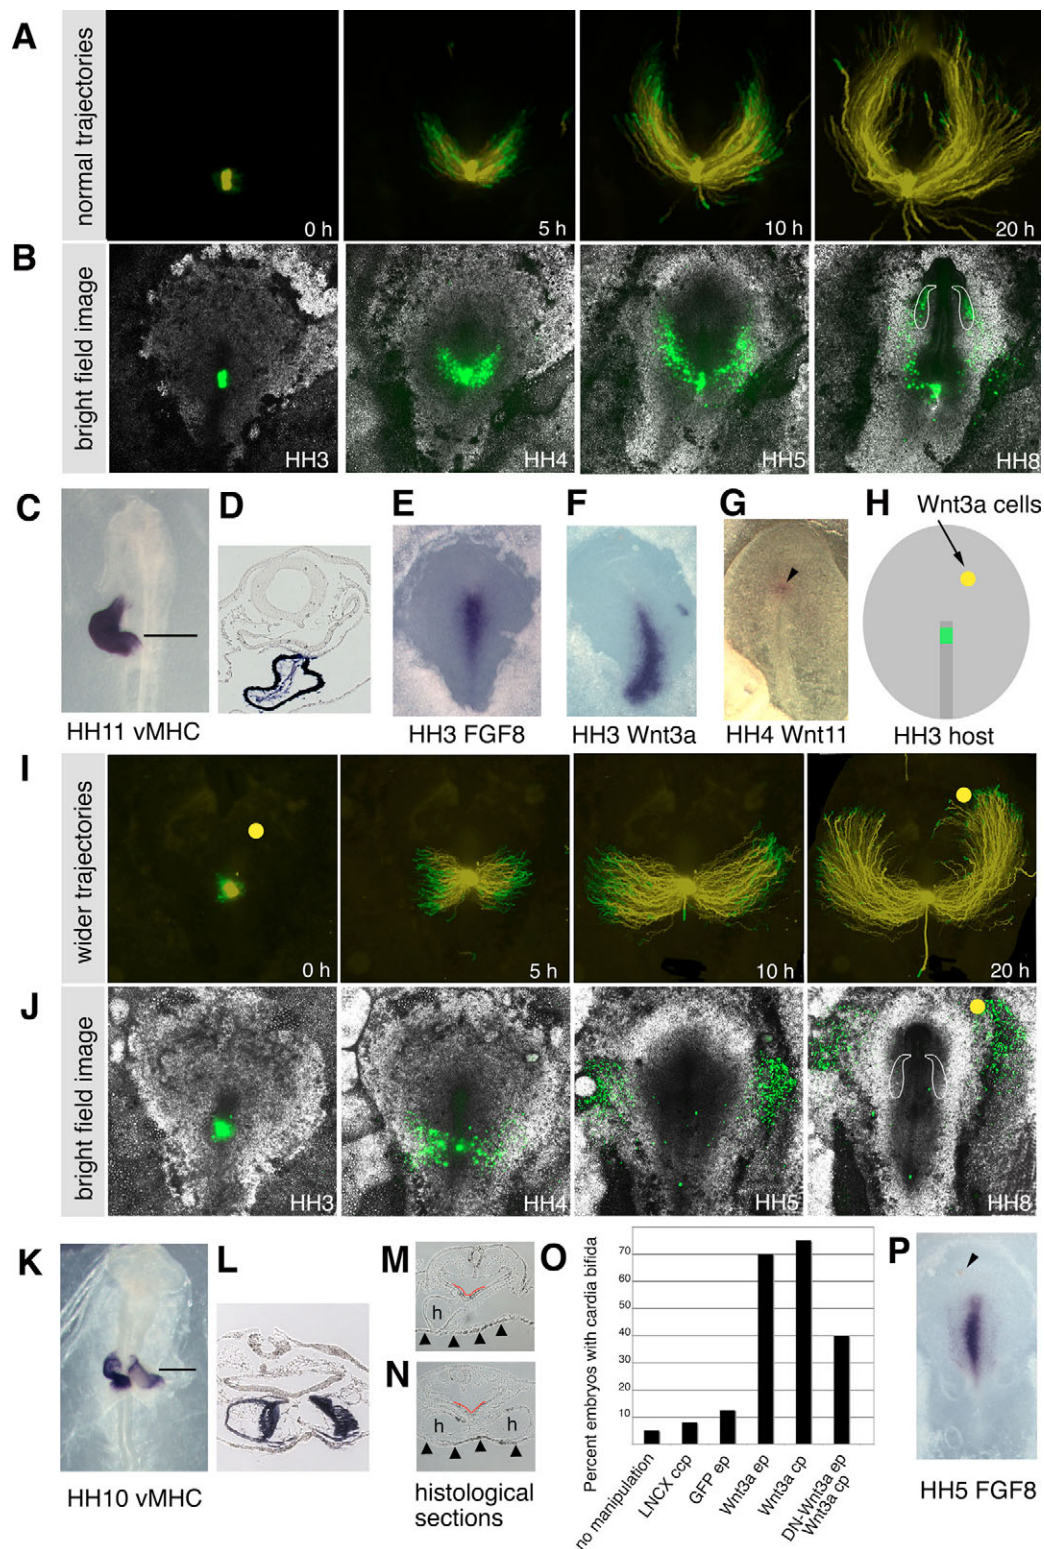 A
normal trajectories
0 h
5 h
10 h
20 h
B
bright field image
HH3
HH4
HH5
HH8
C
D
E
F
G
H
Wnt3a cells
HH11 vMHC
HH3 FGF8
HH3 Wnt3a
HH4 Wnt11
HH3 host
I
wider trajectories
0 h
5 h
10 h
20 h
J
bright field image
HH3
HH4
HH5
HH8
K
L
M
h
N
h
h
O
P
HH10 vMHC
histological
sections
Percent embryos with cardia bifida
70
60
50
40
30
20
10
no manipulation
LNCX ccp
GFP ep
Wnt3a ep
Wnt3a cp
DN-Wnt3a ep
Wnt3a cp
HH5 FGF8